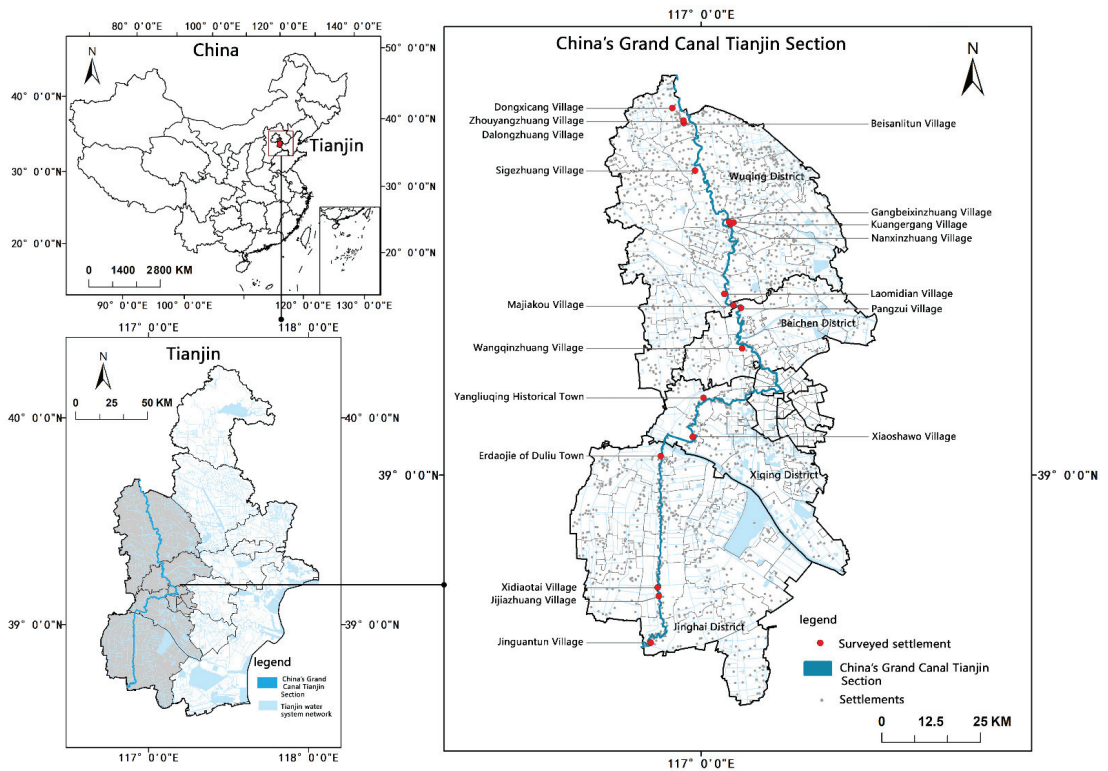 80° 0'0"E
100° 0'0"E
120° 0'0"E
140° 0'0"E
China
N
50° 0'0"N
40° 0'0"N
40° 0'0"N
Tianjin
30° 0'0"N
30° 0'0"N
20° 0'0"N
20° 0'0"N
0 1400 2800 KM
90° 0'0"E
100° 0'0"E
120° 0'0"E
130° 0'0"E
117° 0'0"E
118° 0'0"E
Tianjin
N
0 25 50 KM
40° 0'0"N
40° 0'0"N
39° 0'0"N
39° 0'0"N
legend
China's Grand
Canal Tianjin
Section
Tianjin water
system network
117° 0'0"E
118° 0'0"E
117° 0'0"E
China's Grand Canal Tianjin Section
N
Dongxicang Village
Zhouyangzhuang Village
Dalongzhuang Village
Beisanlitun Village
Sigezhuang Village
Wuqing District
Gangbeixinzhuang Village
Kuangergang Village
Nanxinzhuang Village
Laomidian Village
Majiakou Village
Pangzui Village
Beichen District
Wangqinzhuang Village
Yangliuqing Historical Town
Xiaoshawo Village
Erdaojie of Duliu Town
39° 0'0"N
Xiqing District
39° 0'0"N
Xidiaotai Village
Jijiazhuang Village
Jinghai District
Jinguantun Village
legend
Surveyed settlement
China's Grand Canal Tianjin
Section
Settlements
0 12.5 25 KM
117° 0'0"E